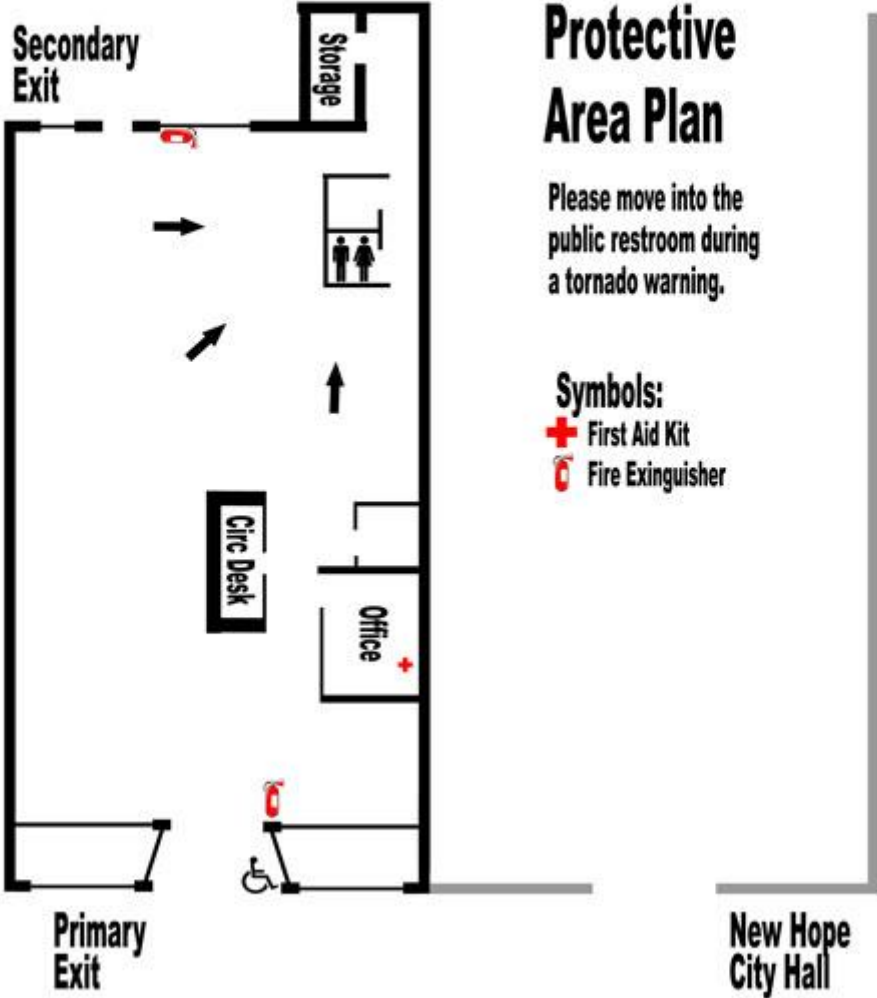 Secondary
Exit
Storage
Protective
Area Plan
Please move into the
public restroom during
a tornado warning.
Symbols:
First Aid Kit
Fire Exinguisher
Circ Desk
Office
Primary
Exit
New Hope
City Hall